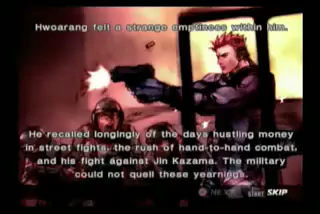 Hwoarang felt a strange emptiness within him.
He recalled longingly of the days hustling money
in street fights, the rush of hand-to-hand combat,
and his fight against Jin Kazama. The military
could not quell these yearnings.
START SKIP